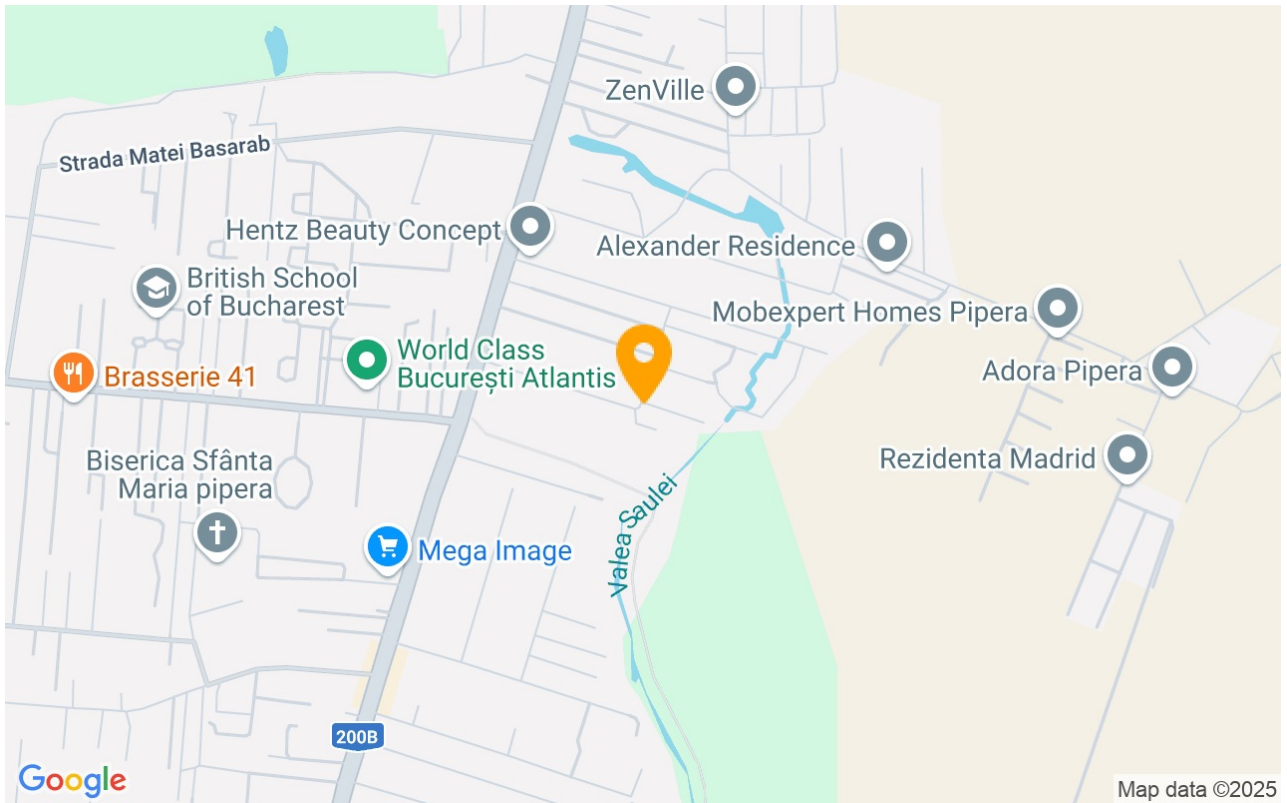 ZenVille
Strada Matei Basarab
Hentz Beauty Concept
Alexander Residence
British School
of Bucharest
Mobexpert Homes Pipera
World Class
București Atlantis
Brasserie 41
Adora Pipera
Biserica Sfânta
Maria pipera
Rezidenta Madrid
Valea Saulei
Mega Image
200B
Google
Map data ©2025